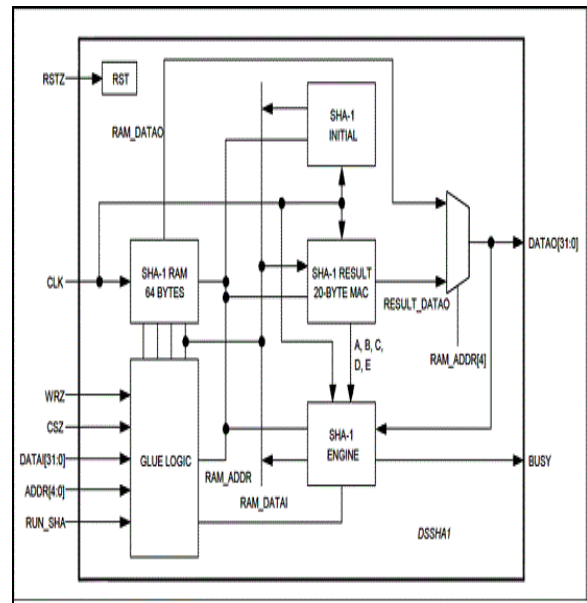 RSTZ
RST
RAM_DATAO
SHA-1
INITIAL
CLK
SHA-1 RAM
64 BYTES
SHA-1 RESULT
20-BYTE MAC
RESULT_DATAO
DATAO[31:0]
RAM_ADDR[4]
A, B, C,
D, E
WRZ
CSZ
DATAI[31:0]
ADDR[4:0]
RUN_SHA
GLUE LOGIC
RAM_ADDR
RAM_DATAI
SHA-1
ENGINE
BUSY
DSSHA1